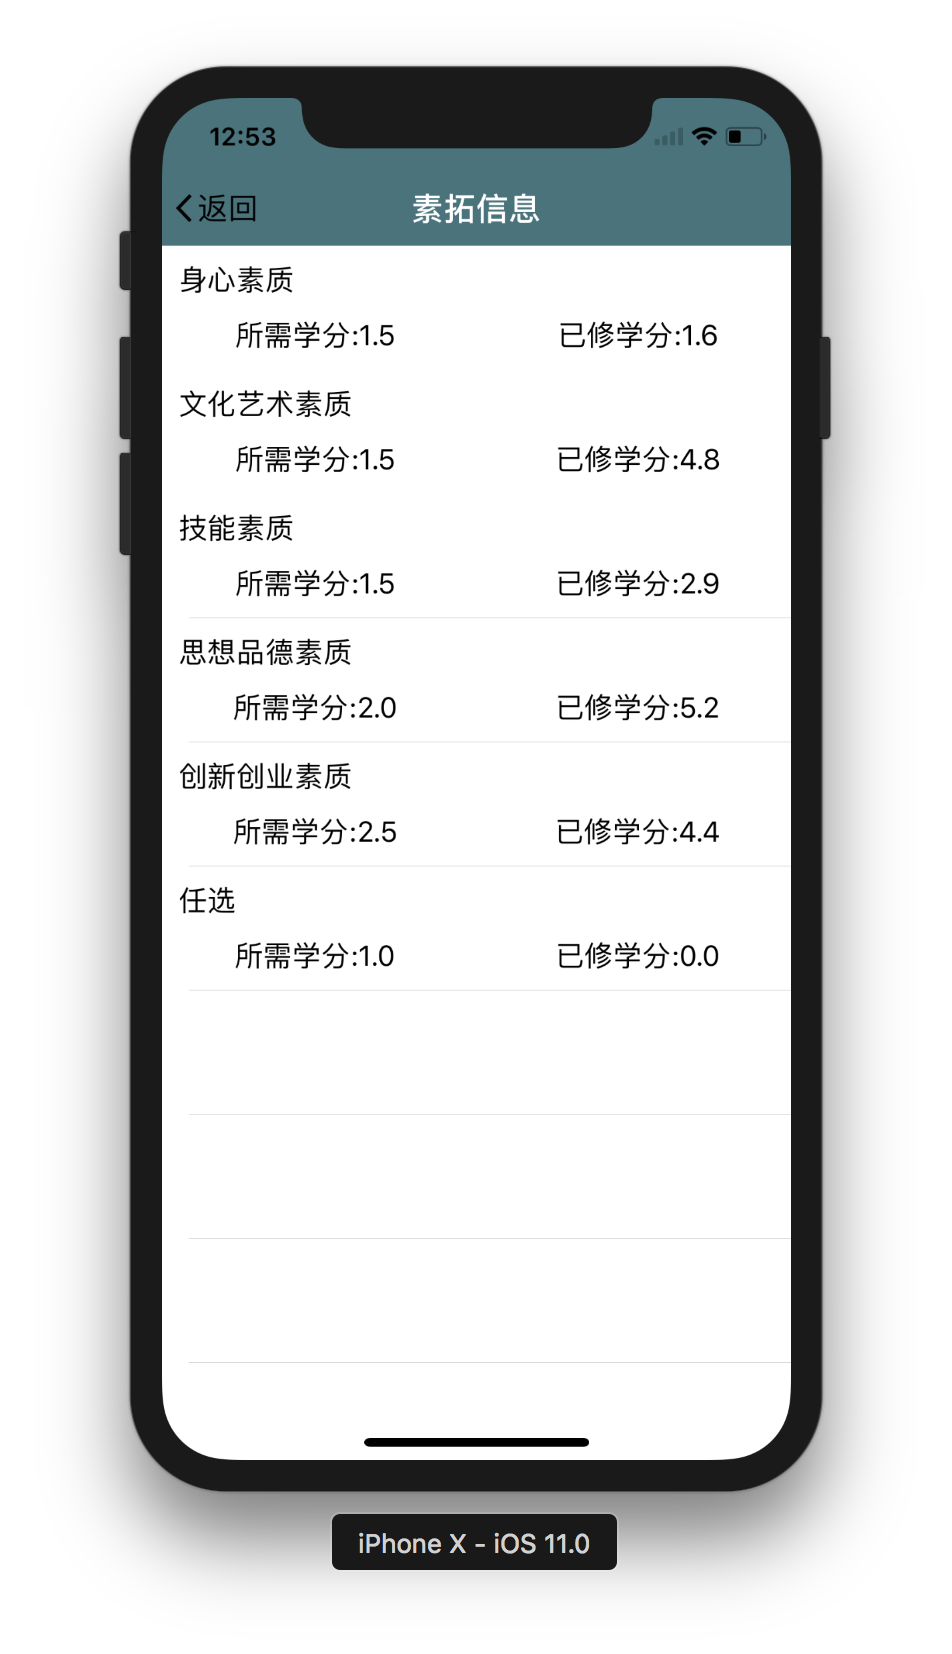 12:53
返回 素拓信息
身心素质
所需学分:1.5 已修学分:1.6
文化艺术素质
所需学分:1.5 已修学分:4.8
技能素质
所需学分:1.5 已修学分:2.9
思想品德素质
所需学分:2.0 已修学分:5.2
创新创业素质
所需学分:2.5 已修学分:4.4
任选
所需学分:1.0 已修学分:0.0
iPhone X - iOS 11.0